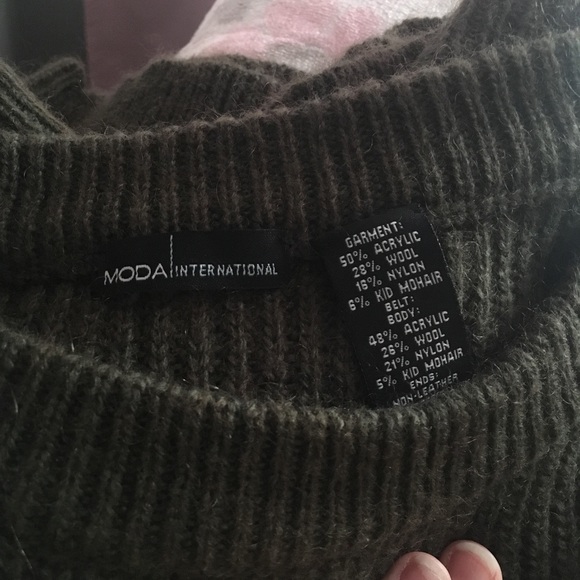 MODA INTERNATIONAL
GARMENT:
50% ACRYLIC
28% WOOL
16% NYLON
6% KID MOHAIR
BELT:
BODY:
48% ACRYLIC
26% WOOL
21% NYLON
5% KID MOHAIR
ENDS:
NON-LEATHER